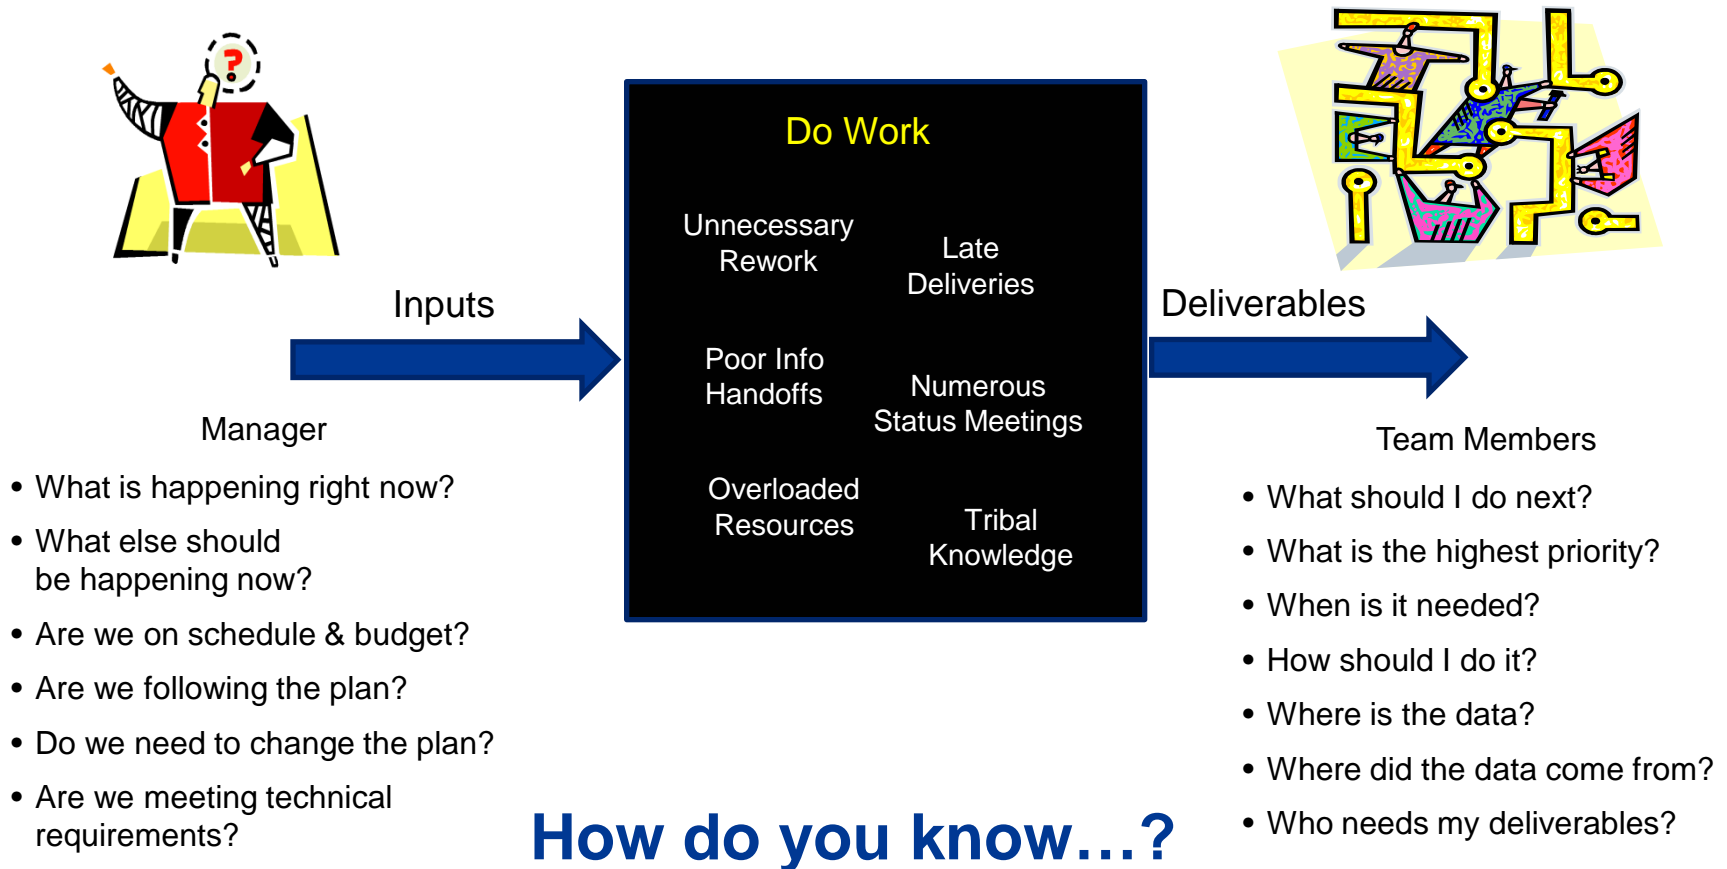 ?
Do Work
Unnecessary
Rework
Late
Deliveries
Poor Info
Handoffs
Numerous
Status Meetings
Overloaded
Resources
Tribal
Knowledge
Inputs
Deliverables
Manager
• What is happening right now?
• What else should
be happening now?
• Are we on schedule & budget?
• Are we following the plan?
• Do we need to change the plan?
• Are we meeting technical
requirements?
Team Members
• What should I do next?
• What is the highest priority?
• When is it needed?
• How should I do it?
• Where is the data?
• Where did the data come from?
• Who needs my deliverables?
How do you know…?